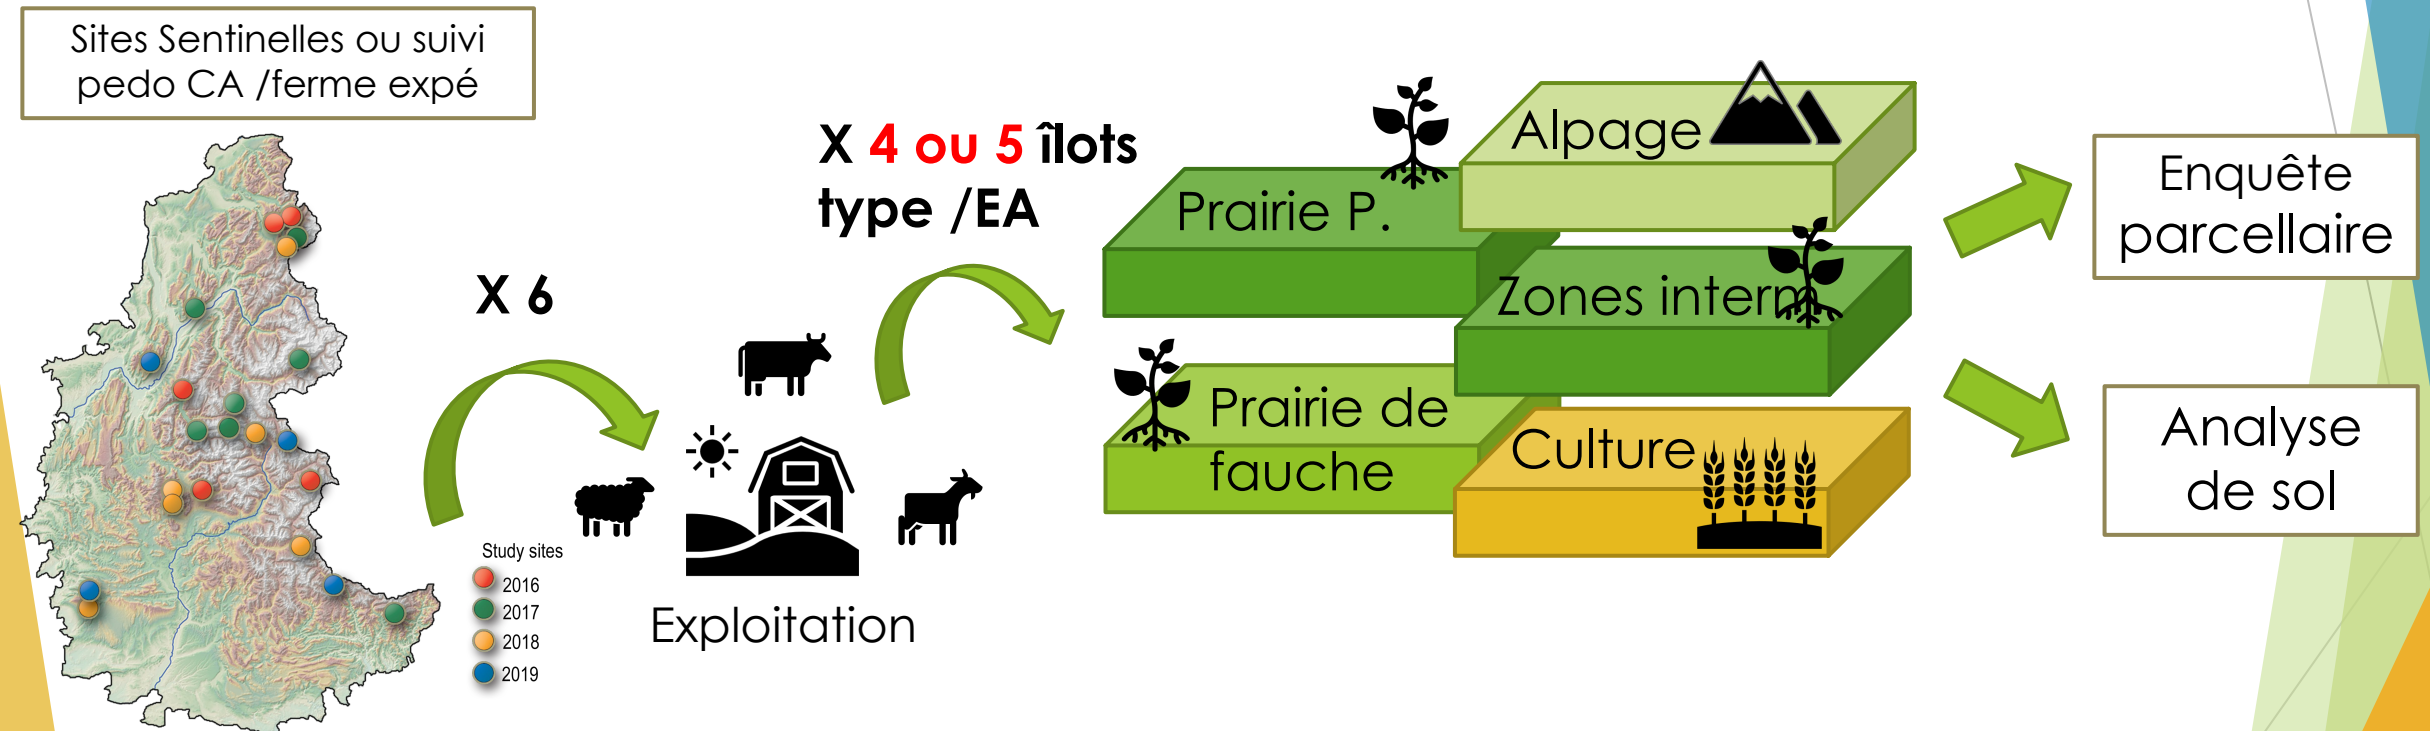 Sites Sentinelles ou suivi
pedo CA /ferme expé
X 6
Study sites
2016
2017
2018
2019
Exploitation
X 4 ou 5 îlots
type /EA
Prairie P.
Alpage
Zones interm
Prairie de
fauche
Culture
Enquête
parcellaire
Analyse
de sol